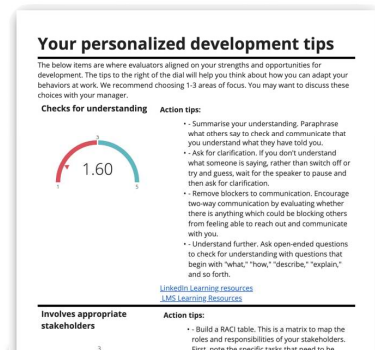 Your personalized development tips
The below items are where evaluators aligned on your strengths and opportunities for
development. The tips to the right of the dial will help you think about how you can adapt your
behaviors at work. We recommend choosing 1-3 areas of focus. You may want to discuss these
choices with your manager.
Checks for understanding
3
1.60
1
5
Action tips:
• - Summarise your understanding. Paraphrase
what others say to check and communicate that
you understand what they have told you.
• - Ask for clarification. If you don't understand
what someone is saying, rather than switch off or
try and guess, wait for the speaker to pause and
then ask for clarification.
• - Remove blockers to communication. Encourage
two-way communication by evaluating whether
there is anything which could be blocking others
from feeling able to reach out and communicate
with you.
• - Understand further. Ask open-ended questions
to check for understanding with questions that
begin with "what," "how," "describe," "explain,"
and so forth.
LinkedIn Learning resources
LMS Learning Resources
Involves appropriate
stakeholders
3
Action tips:
• - Build a RACI table. This is a matrix to map the
roles and responsibilities of your stakeholders.
First, note the specific tasks that need to be